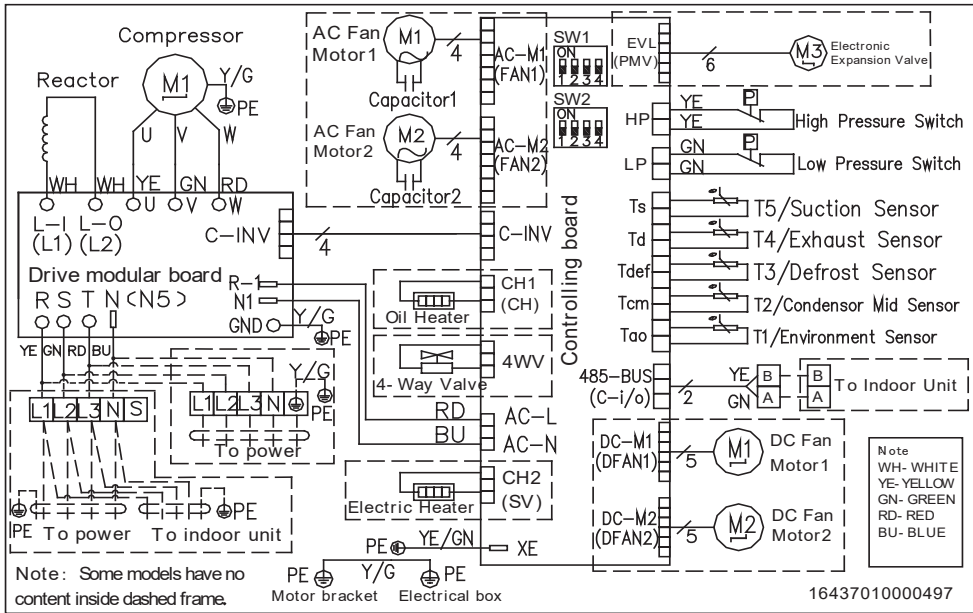 Compressor
M1
Y/G
PE
Reactor
U V W
WH WH YE GN RD
U V W
L-I L-O
(L1) (L2)
C-INV
4
Drive modular board
R S T N (N5)
R-1
N1
GND
Y/G
PE
YE GN RD BU
L1 L2 L3 N S
L1 L2 L3 N
Y/G
PE
To power
PE
To power
To indoor unit
PE
Note: Some models have no
content inside dashed frame.
AC Fan
Motor1
M1
4
Capacitor1
AC Fan
Motor2
M2
4
Capacitor2
AC-M1
(FAN1)
AC-M2
(FAN2)
C-INV
CH1
(CH)
Oil Heater
4WV
4- Way Valve
RD
AC-L
BU
AC-N
CH2
(SV)
Electric Heater
PE
YE/GN
XE
PE
Y/G
PE
Motor bracket
Electrical box
Controlling board
SW1
ON
1 2 3 4
SW2
ON
1 2 3 4
EVL
(PMV)
6
M3
Electronic
Expansion Valve
HP
YE
YE
P
High Pressure Switch
LP
GN
GN
P
Low Pressure Switch
Ts
T5/Suction Sensor
Td
T4/Exhaust Sensor
Tdef
T3/Defrost Sensor
Tcm
T2/Condensor Mid Sensor
Tao
T1/Environment Sensor
485-BUS
(C-i/o)
2
YE
GN
B
A
B
A
To Indoor Unit
DC-M1
(DFAN1)
5
M1
DC Fan
Motor1
DC-M2
(DFAN2)
5
M2
DC Fan
Motor2
Note
WH- WHITE
YE-YELLOW
GN- GREEN
RD- RED
BU- BLUE
16437010000497